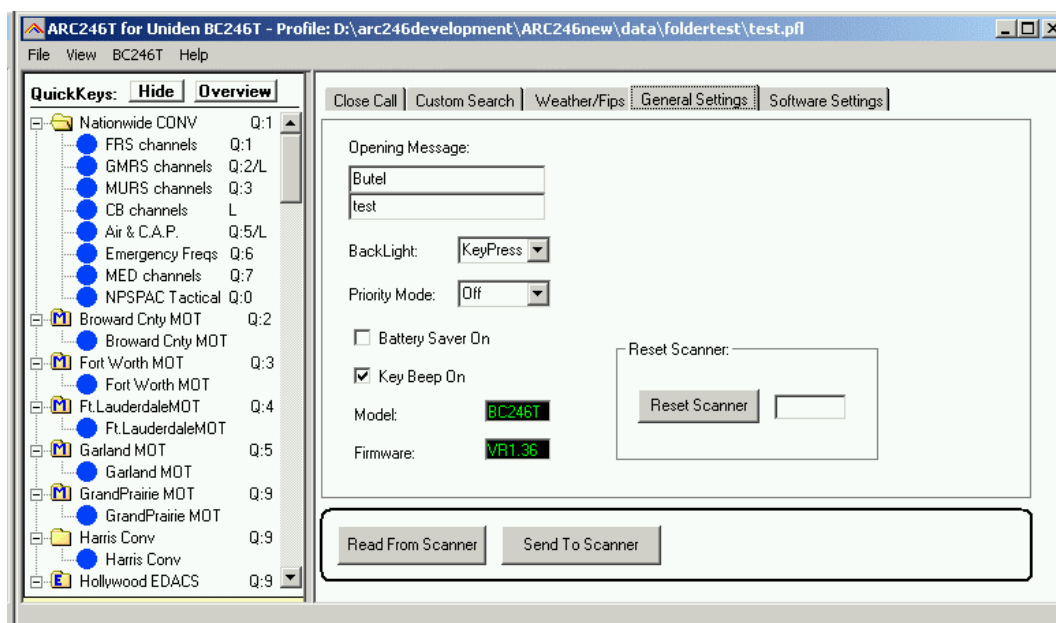 ARC246T for Uniden BC246T - Profile: D:\arc246development\ARC246new\data\foldertest\test.pfl
File View BC246T Help
QuickKeys: Hide Overview
Nationwide CONV Q:1
FRS channels Q:1
GMRS channels Q:2/L
MURS channels Q:3
CB channels L
Air & C.A.P. Q:5/L
Emergency Freqs Q:6
MED channels Q:7
NPSPAC Tactical Q:0
M Broward Cnty MOT Q:2
Broward Cnty MOT
M Fort Worth MOT Q:3
Fort Worth MOT
M Ft.LauderdaleMOT Q:4
Ft.LauderdaleMOT
M Garland MOT Q:5
Garland MOT
M GrandPrairie MOT Q:9
GrandPrairie MOT
Harris Conv Q:9
Harris Conv
E Hollywood EDACS Q:9
Close Call Custom Search Weather/Fips General Settings Software Settings
Opening Message:
Butel
test
BackLight: KeyPress
Priority Mode: Off
Battery Saver On
Key Beep On
Model: BC246T
Firmware: VR1.36
Reset Scanner:
Reset Scanner
Read From Scanner Send To Scanner